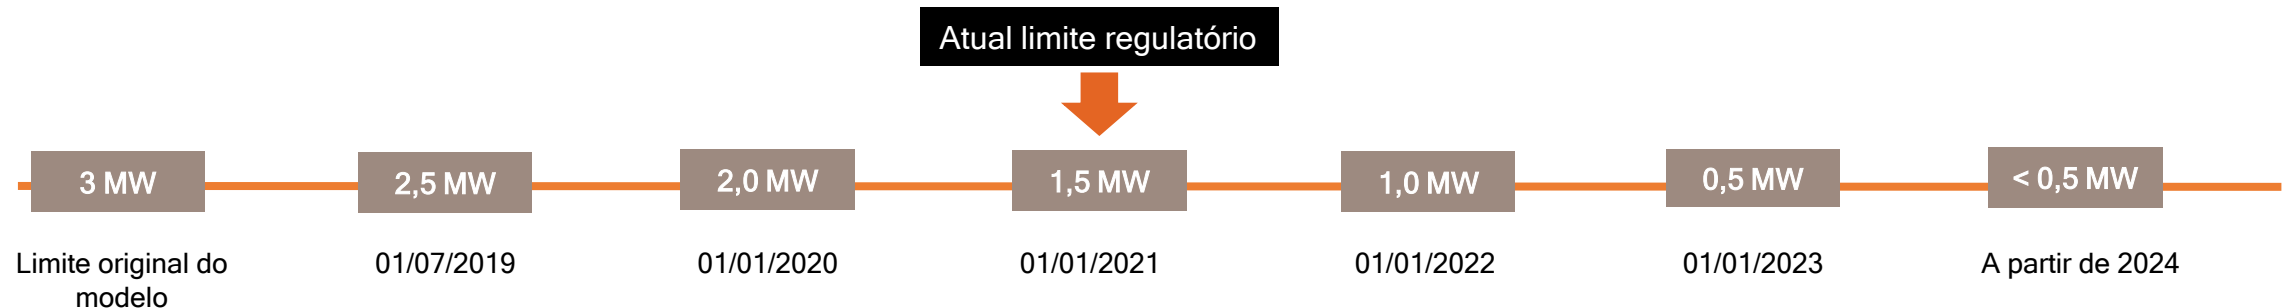 Atual limite regulatório
3 MW
2,5 MW
2,0 MW
1,5 MW
1,0 MW
0,5 MW
< 0,5 MW
Limite original do
modelo
01/07/2019
01/01/2020
01/01/2021
01/01/2022
01/01/2023
A partir de 2024